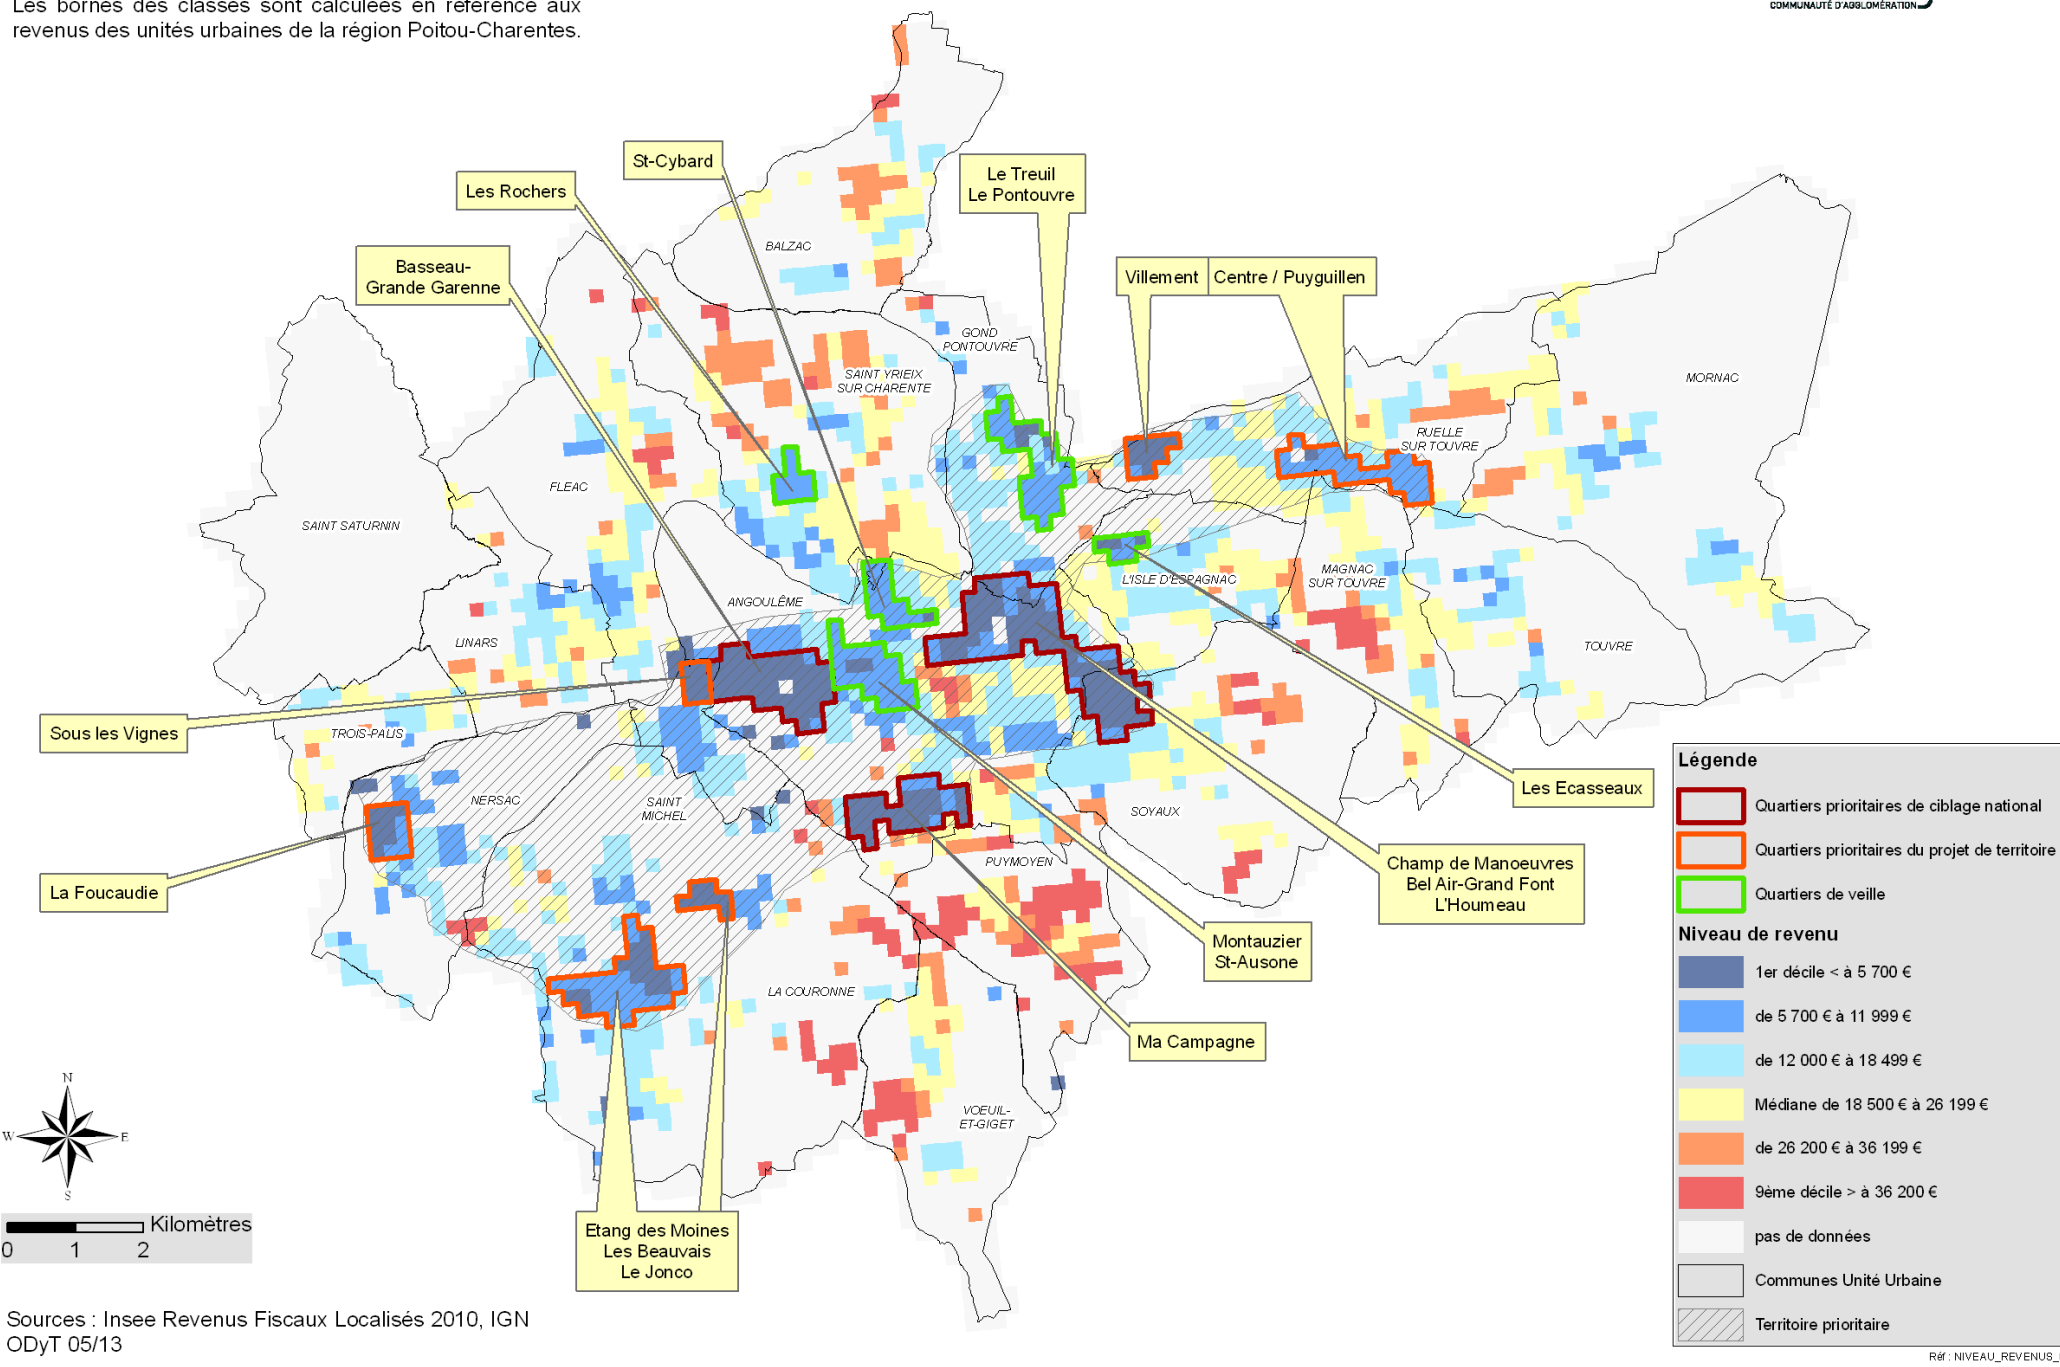 Les bornes des classes sont calculées en référence aux
revenus des unités urbaines de la région Poitou-Charentes.
COMMUNAUTÉ D'AGGLOMÉRATION
St-Cybard
Les Rochers
Le Treuil
Le Pontouvre
Basseau-
Grande Garenne
Villement
Centre / Puyguillen
BALZAC
GOND
PONTOUVRE
SAINT YRIEIX
SUR CHARENTE
MORNAC
RUELLE
SUR TOUVRE
FLEAC
SAINT SATURNIN
ANGOULÊME
L'ISLE D'ESPAGNAC
MAGNAC
SUR TOUVRE
LINARS
TOUVRE
Sous les Vignes
TROIS-PALIS
NERSAC
SAINT
MICHEL
SOYAUX
Les Ecasseaux
PUYMOYEN
La Foucaudie
Champ de Manoeuvres
Bel Air-Grand Font
L'Houmeau
Montauzier
St-Ausone
LA COURONNE
Ma Campagne
VOEUIL-
ET-GIGET
Etang des Moines
Les Beauvais
Le Jonco
N
W
E
S
Kilomètres
0 1 2
Sources : Insee Revenus Fiscaux Localisés 2010, IGN
ODyT 05/13
Légende
Quartiers prioritaires de ciblage national
Quartiers prioritaires du projet de territoire
Quartiers de veille
Niveau de revenu
1er décile < à 5 700 €
de 5 700 € à 11 999 €
de 12 000 € à 18 499 €
Médiane de 18 500 € à 26 199 €
de 26 200 € à 36 199 €
9ème décile > à 36 200 €
pas de données
Communes Unité Urbaine
Territoire prioritaire
Réf : NIVEAU_REVENUS_